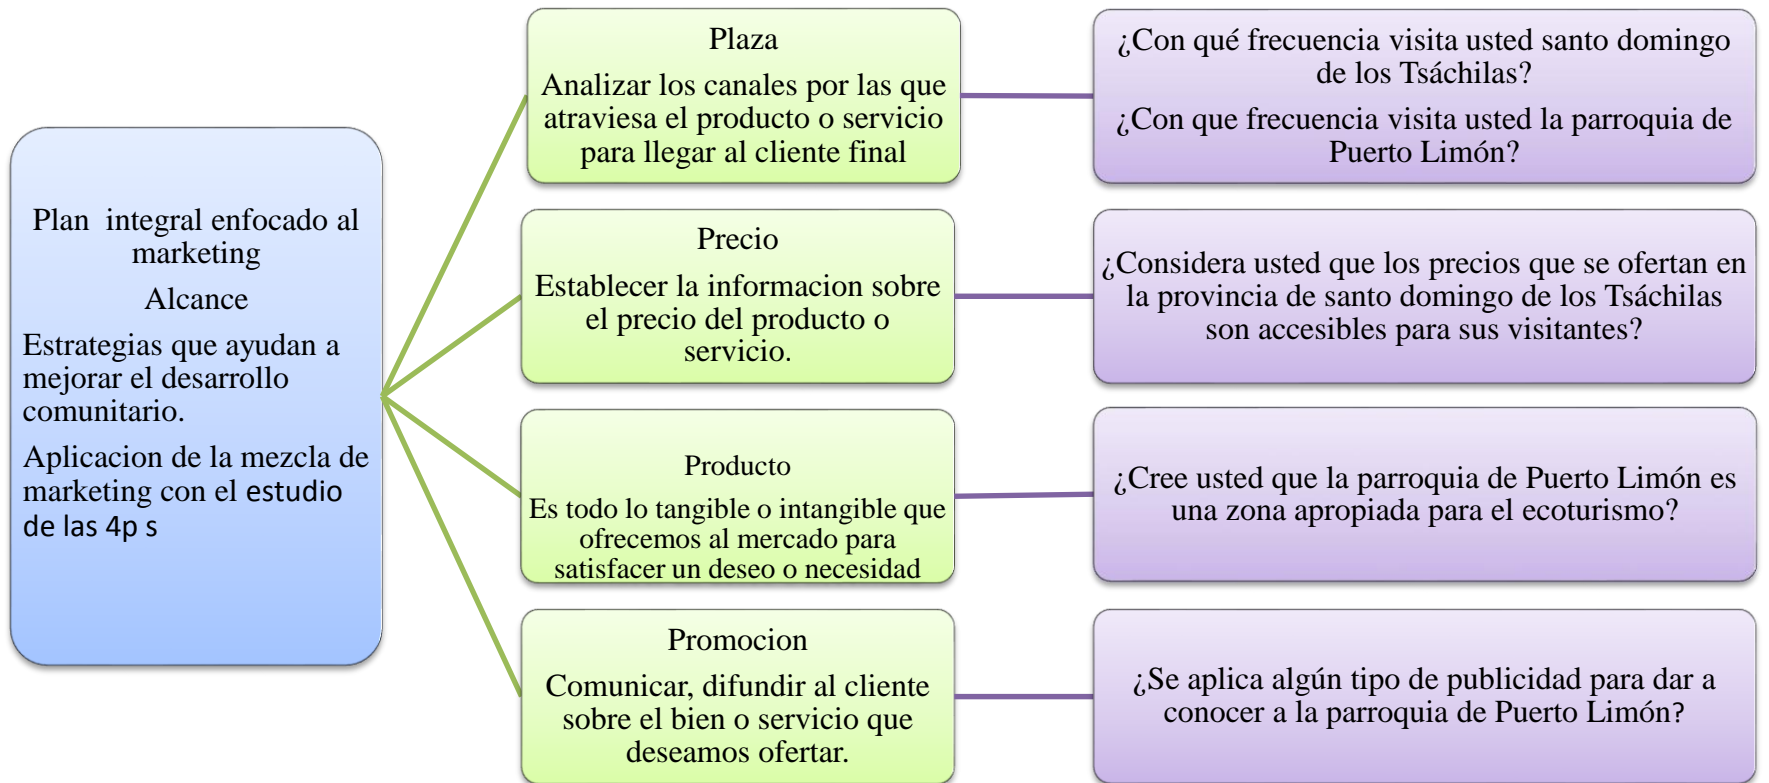 Plan  integral enfocado al
marketing
Alcance
Estrategias que ayudan a
mejorar el desarrollo
comunitario.
Aplicacion de la mezcla de
marketing con el estudio
de las 4p s
Plaza
Analizar los canales por las que
atraviesa el producto o servicio
para llegar al cliente final
¿Con qué frecuencia visita usted santo domingo
de los Tsáchilas?
¿Con que frecuencia visita usted la parroquia de
Puerto Limón?
Precio
Establecer la informacion sobre
el precio del producto o
servicio.
¿Considera usted que los precios que se ofertan en
la provincia de santo domingo de los Tsáchilas
son accesibles para sus visitantes?
Producto
Es todo lo tangible o intangible que
ofrecemos al mercado para
satisfacer un deseo o necesidad
¿Cree usted que la parroquia de Puerto Limón es
una zona apropiada para el ecoturismo?
Promocion
Comunicar, difundir al cliente
sobre el bien o servicio que
deseamos ofertar.
¿Se aplica algún tipo de publicidad para dar a
conocer a la parroquia de Puerto Limón?